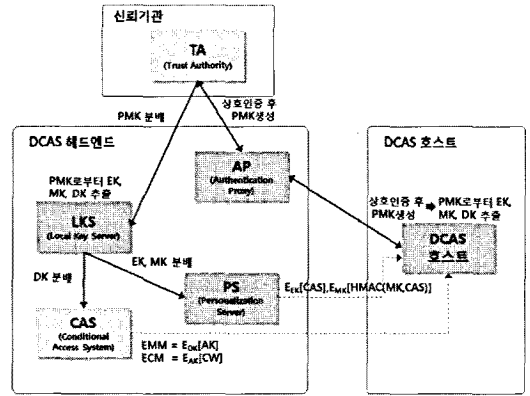 신뢰기관
TA
(Trust Authority)
PMK 분배
상호인증 후
PMK생성
DCAS 헤드엔드
DCAS 호스트
AP
(Authentication
Proxy)
PMK로부터 EK,
MK, DK 추출
LKS
(Local Key Server)
상호인증 후
PMK생성
PMK로부터 EK,
MK, DK 추출
DCAS
호스트
DK 분배
EK, MK 분배
PS
(Personalization
Server)
E_EK[CAS],E_MK[HMAC(MK,CAS)]
CAS
(Conditional
Access System)
EMM = E_DK[AK]
ECM = E_AK[CW]